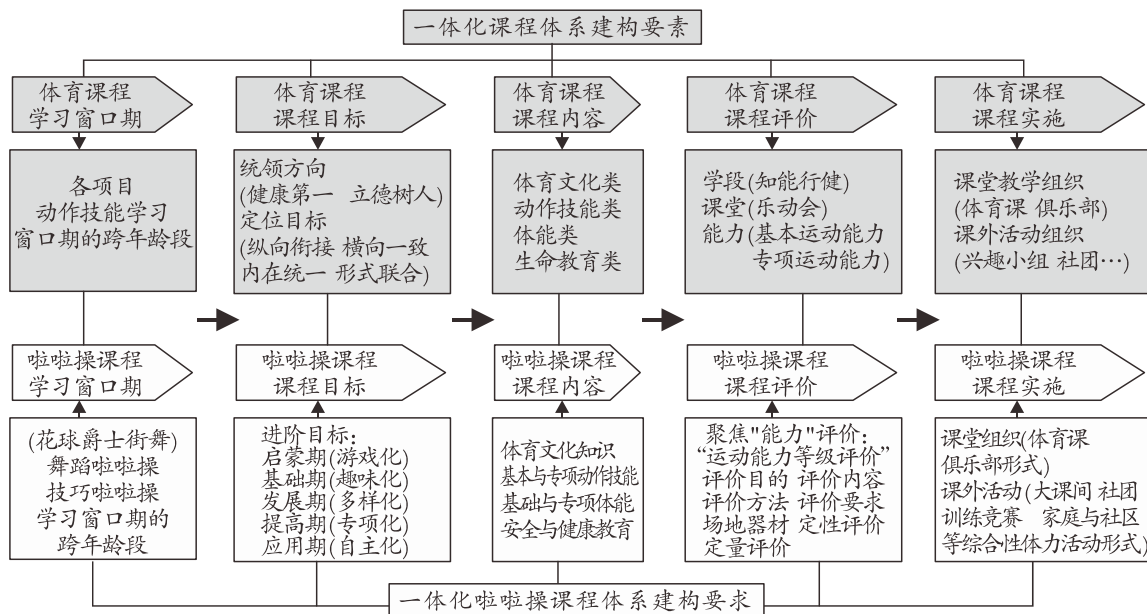 一体化课程体系建构要素
体育课程
学习窗口期
体育课程
课程目标
体育课程
课程内容
体育课程
课程评价
体育课程
课程实施
各项目
动作技能学习
窗口期的跨年龄段
统领方向
(健康第一 立德树人)
定位目标
(纵向衔接 横向一致
内在统一 形式联合)
体育文化类
动作技能类
体能类
生命教育类
学段(知能行健)
课堂(乐动会)
能力(基本运动能力
专项运动能力)
课堂教学组织
(体育课 俱乐部)
课外活动组织
(兴趣小组 社团…)
啦啦操课程
学习窗口期
啦啦操课程
课程目标
啦啦操课程
课程内容
啦啦操课程
课程评价
啦啦操课程
课程实施
(花球爵士街舞)
舞蹈啦啦操
技巧啦啦操
学习窗口期的
跨年龄段
进阶目标：
启蒙期(游戏化)
基础期(趣味化)
发展期(多样化)
提高期(专项化)
应用期(自主化)
体育文化知识
基本与专项动作技能
基础与专项体能
安全与健康教育
聚焦"能力"评价：
“运动能力等级评价”
评价目的 评价内容
评价方法 评价要求
场地器材 定性评价
定量评价
课堂组织(体育课
俱乐部形式)
课外活动(大课间 社团
训练竞赛 家庭与社区
等综合性体力活动形式)
一体化啦啦操课程体系建构要求